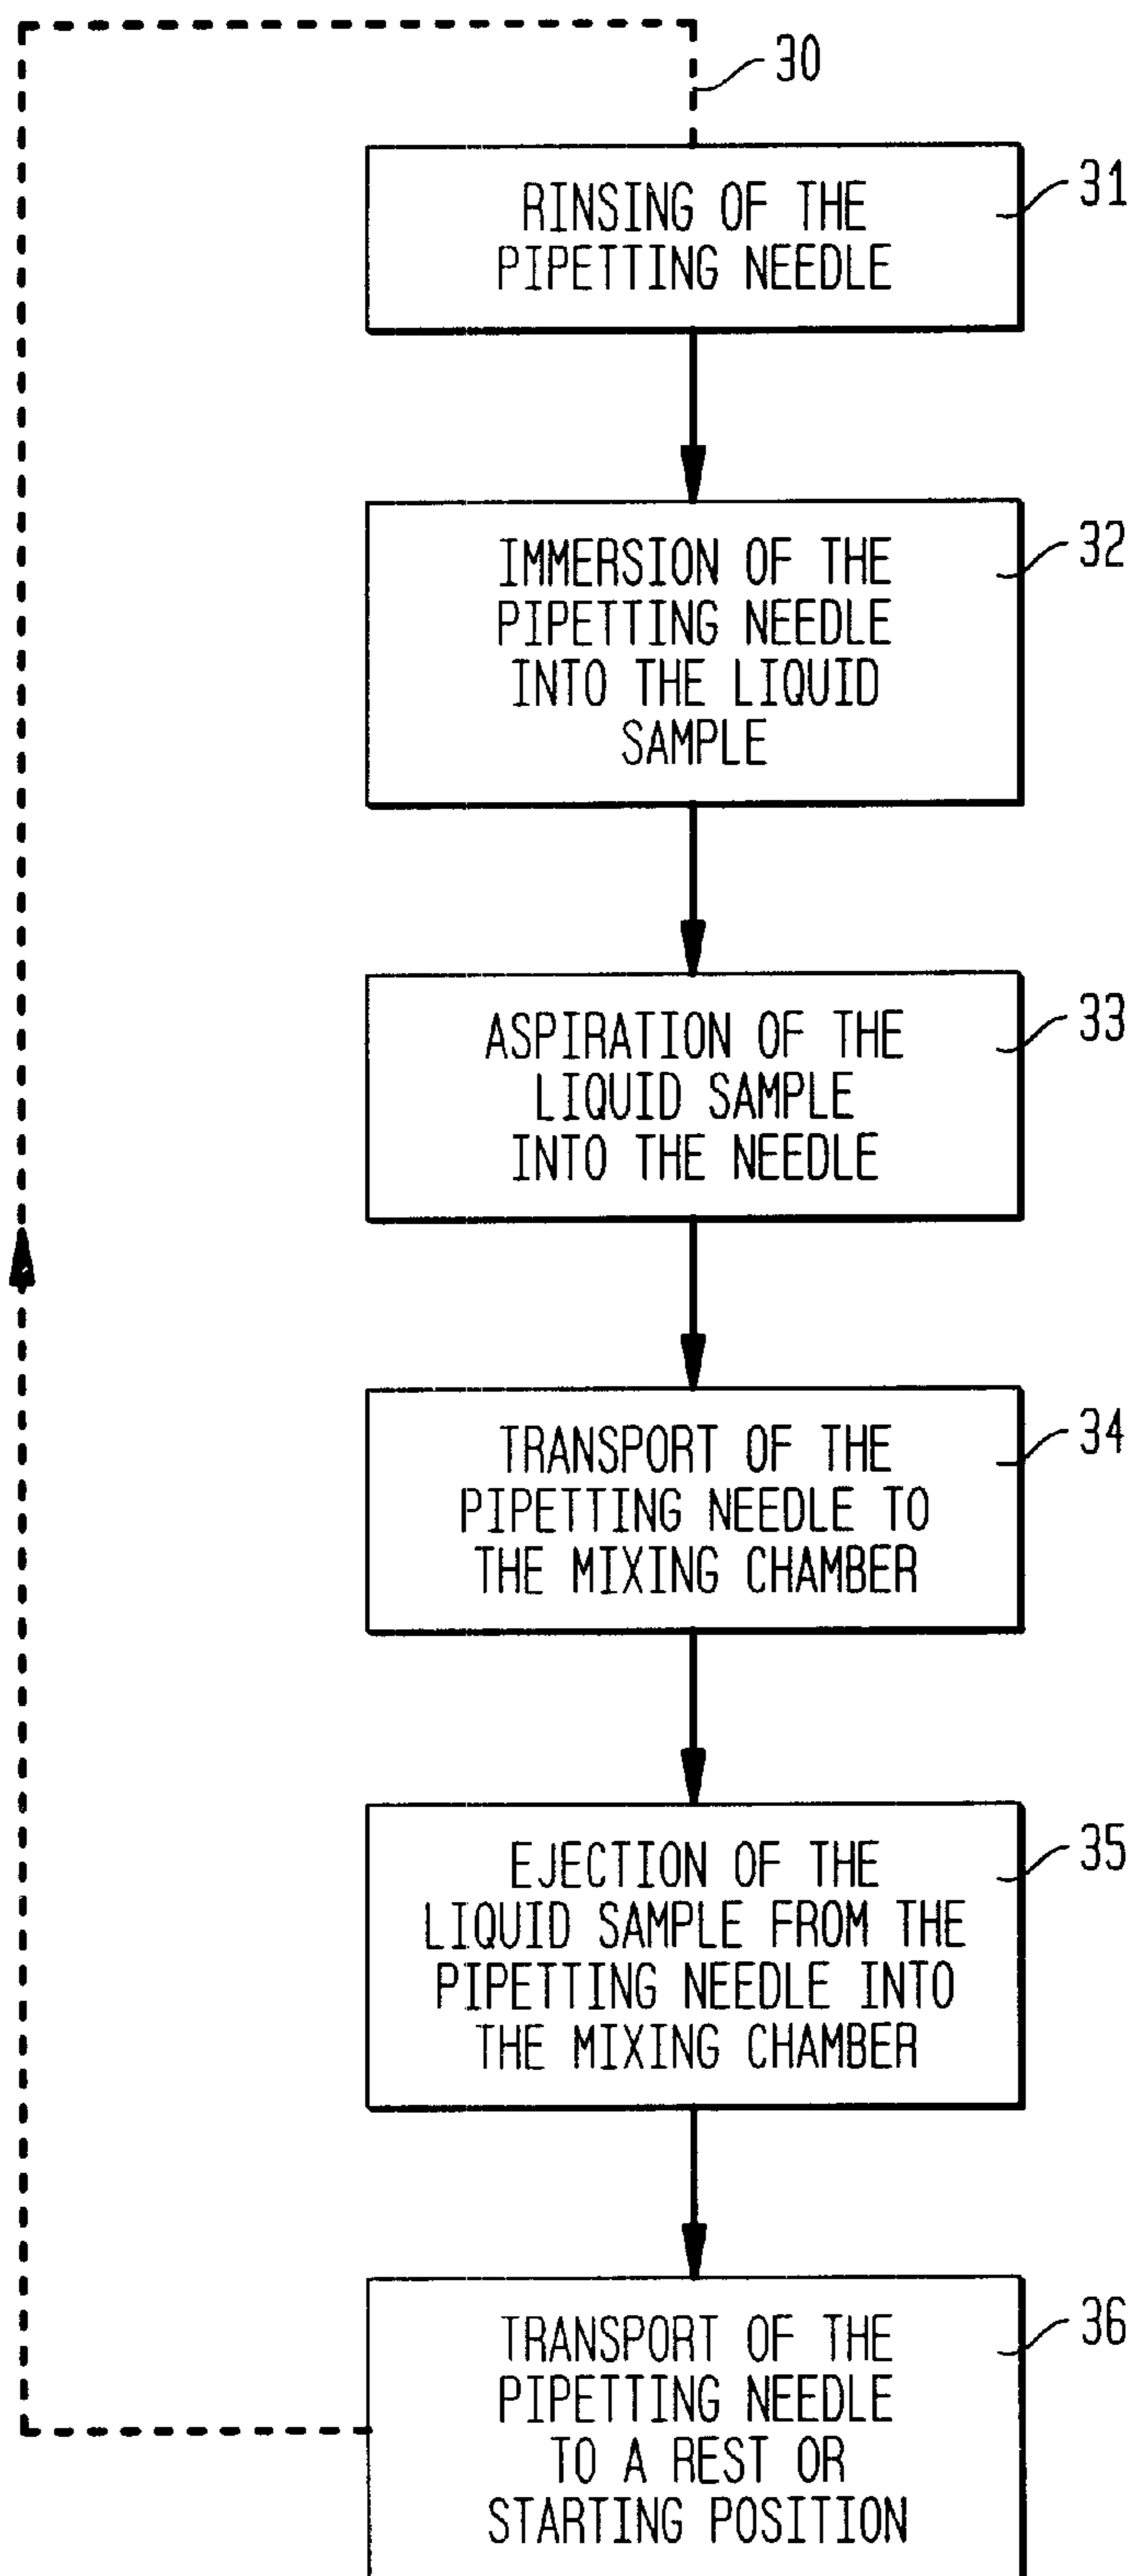 30
RINSING OF THE
PIPETTING NEEDLE
31
IMMERSION OF THE
PIPETTING NEEDLE
INTO THE LIQUID
SAMPLE
32
ASPIRATION OF THE
LIQUID SAMPLE
INTO THE NEEDLE
33
TRANSPORT OF THE
PIPETTING NEEDLE TO
THE MIXING CHAMBER
34
EJECTION OF THE
LIQUID SAMPLE FROM THE
PIPETTING NEEDLE INTO
THE MIXING CHAMBER
35
TRANSPORT OF THE
PIPETTING NEEDLE
TO A REST OR
STARTING POSITION
36